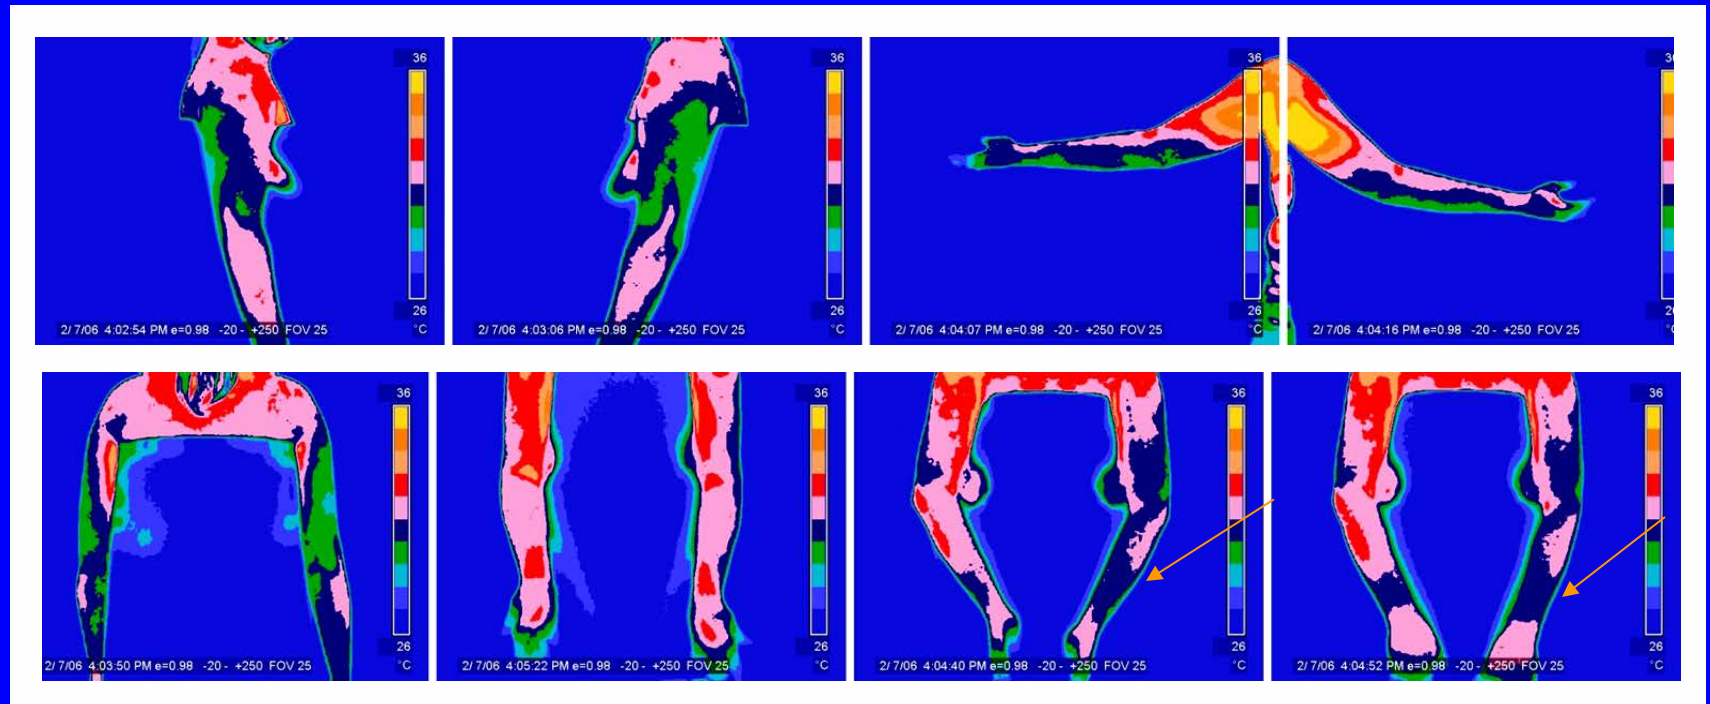 36
26
°C
2/ 7/06 4:02:54 PM e=0.98 -20 - +250 FOV 25
36
26
°C
2/ 7/06 4:03:06 PM e=0.98 -20 - +250 FOV 25
36
26
°C
2/ 7/06 4:04:07 PM e=0.98 -20 - +250 FOV 25
2/ 7/06 4:04:16 PM e=0.98 -20 - +250 FOV 25
36
26
°C
2/ 7/06 4:03:50 PM e=0.98 -20 - +250 FOV 25
36
26
°C
2/ 7/06 4:05:22 PM e=0.98 -20 - +250 FOV 25
36
26
°C
2/ 7/06 4:04:40 PM e=0.98 -20 - +250 FOV 25
36
26
°C
2/ 7/06 4:04:52 PM e=0.98 -20 - +250 FOV 25